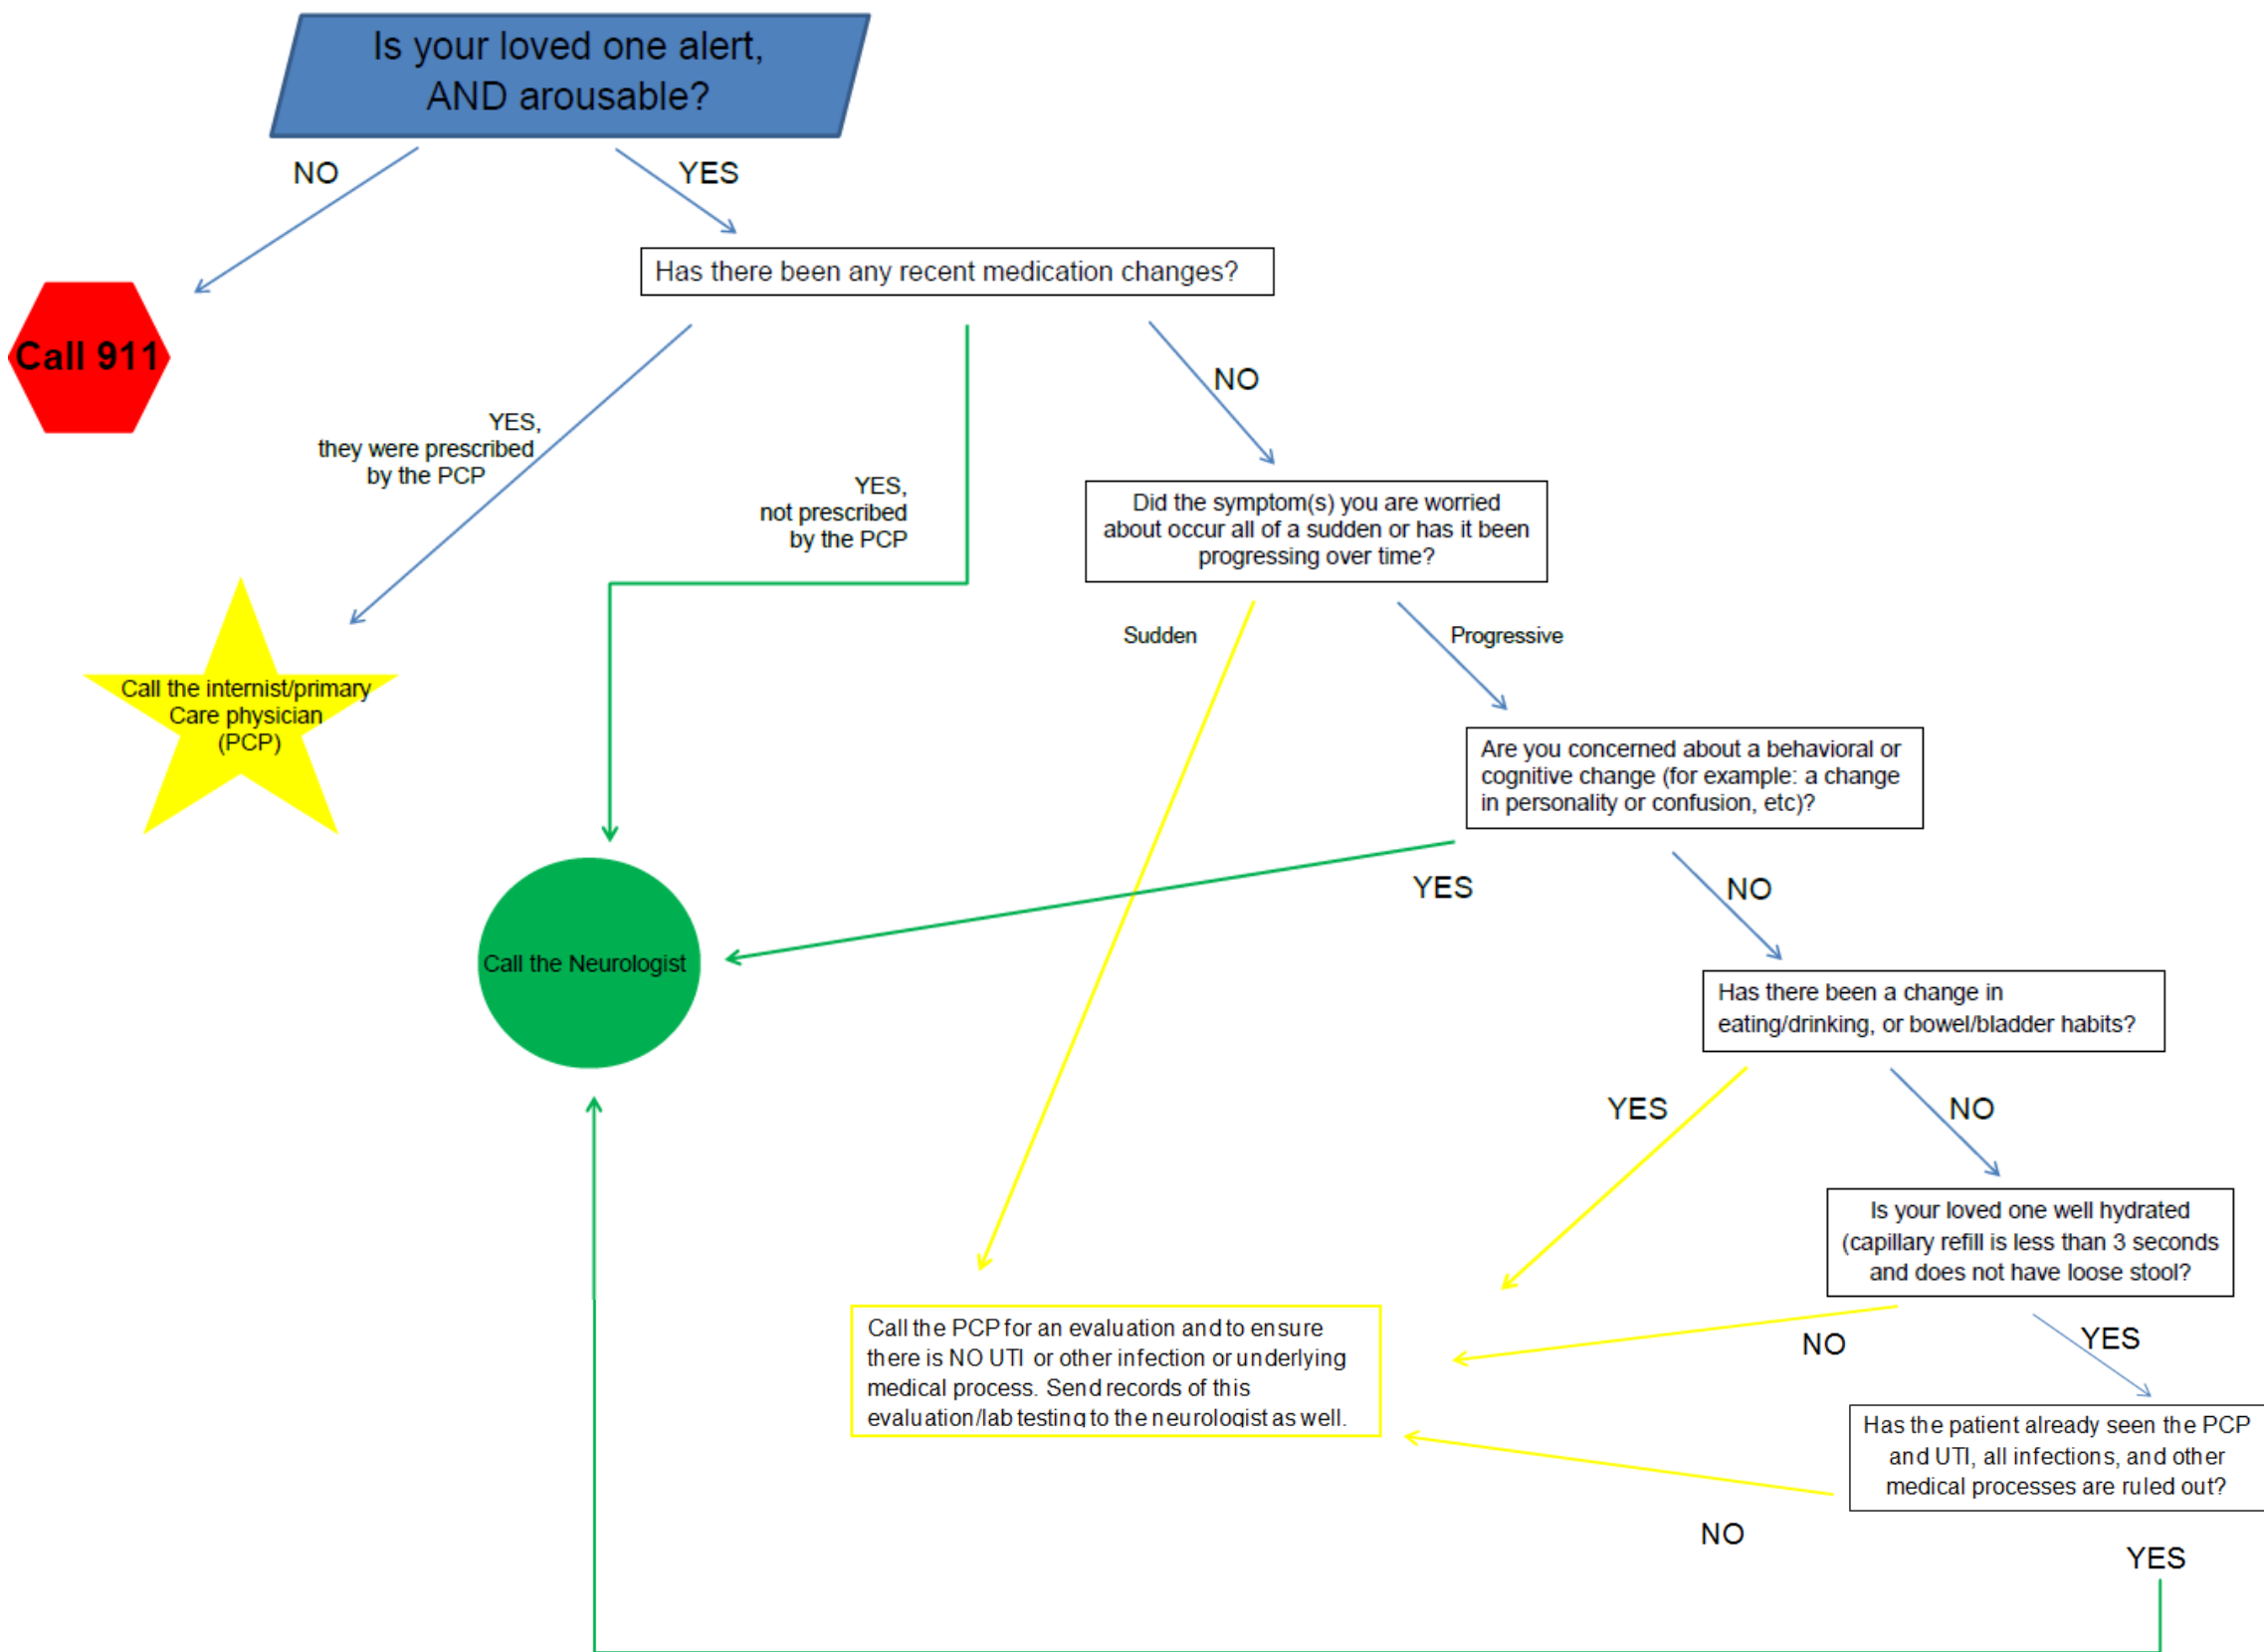 Is your loved one alert,
AND arousable?
NO
YES
Has there been any recent medication changes?
Call 911
NO
YES,
they were prescribed
by the PCP
YES,
not prescribed
by the PCP
Did the symptom(s) you are worried
about occur all of a sudden or has it been
progressing over time?
Sudden
Progressive
Call the internist/primary
Care physician
(PCP)
Are you concerned about a behavioral or
cognitive change (for example: a change
in personality or confusion, etc)?
YES
NO
Call the Neurologist
Has there been a change in
eating/drinking, or bowel/bladder habits?
YES
NO
Is your loved one well hydrated
(capillary refill is less than 3 seconds
and does not have loose stool?
NO
YES
Call the PCP for an evaluation and to ensure
there is NO UTI or other infection or underlying
medical process. Send records of this
evaluation/lab testing to the neurologist as well.
Has the patient already seen the PCP
and UTI, all infections, and other
medical processes are ruled out?
NO
YES